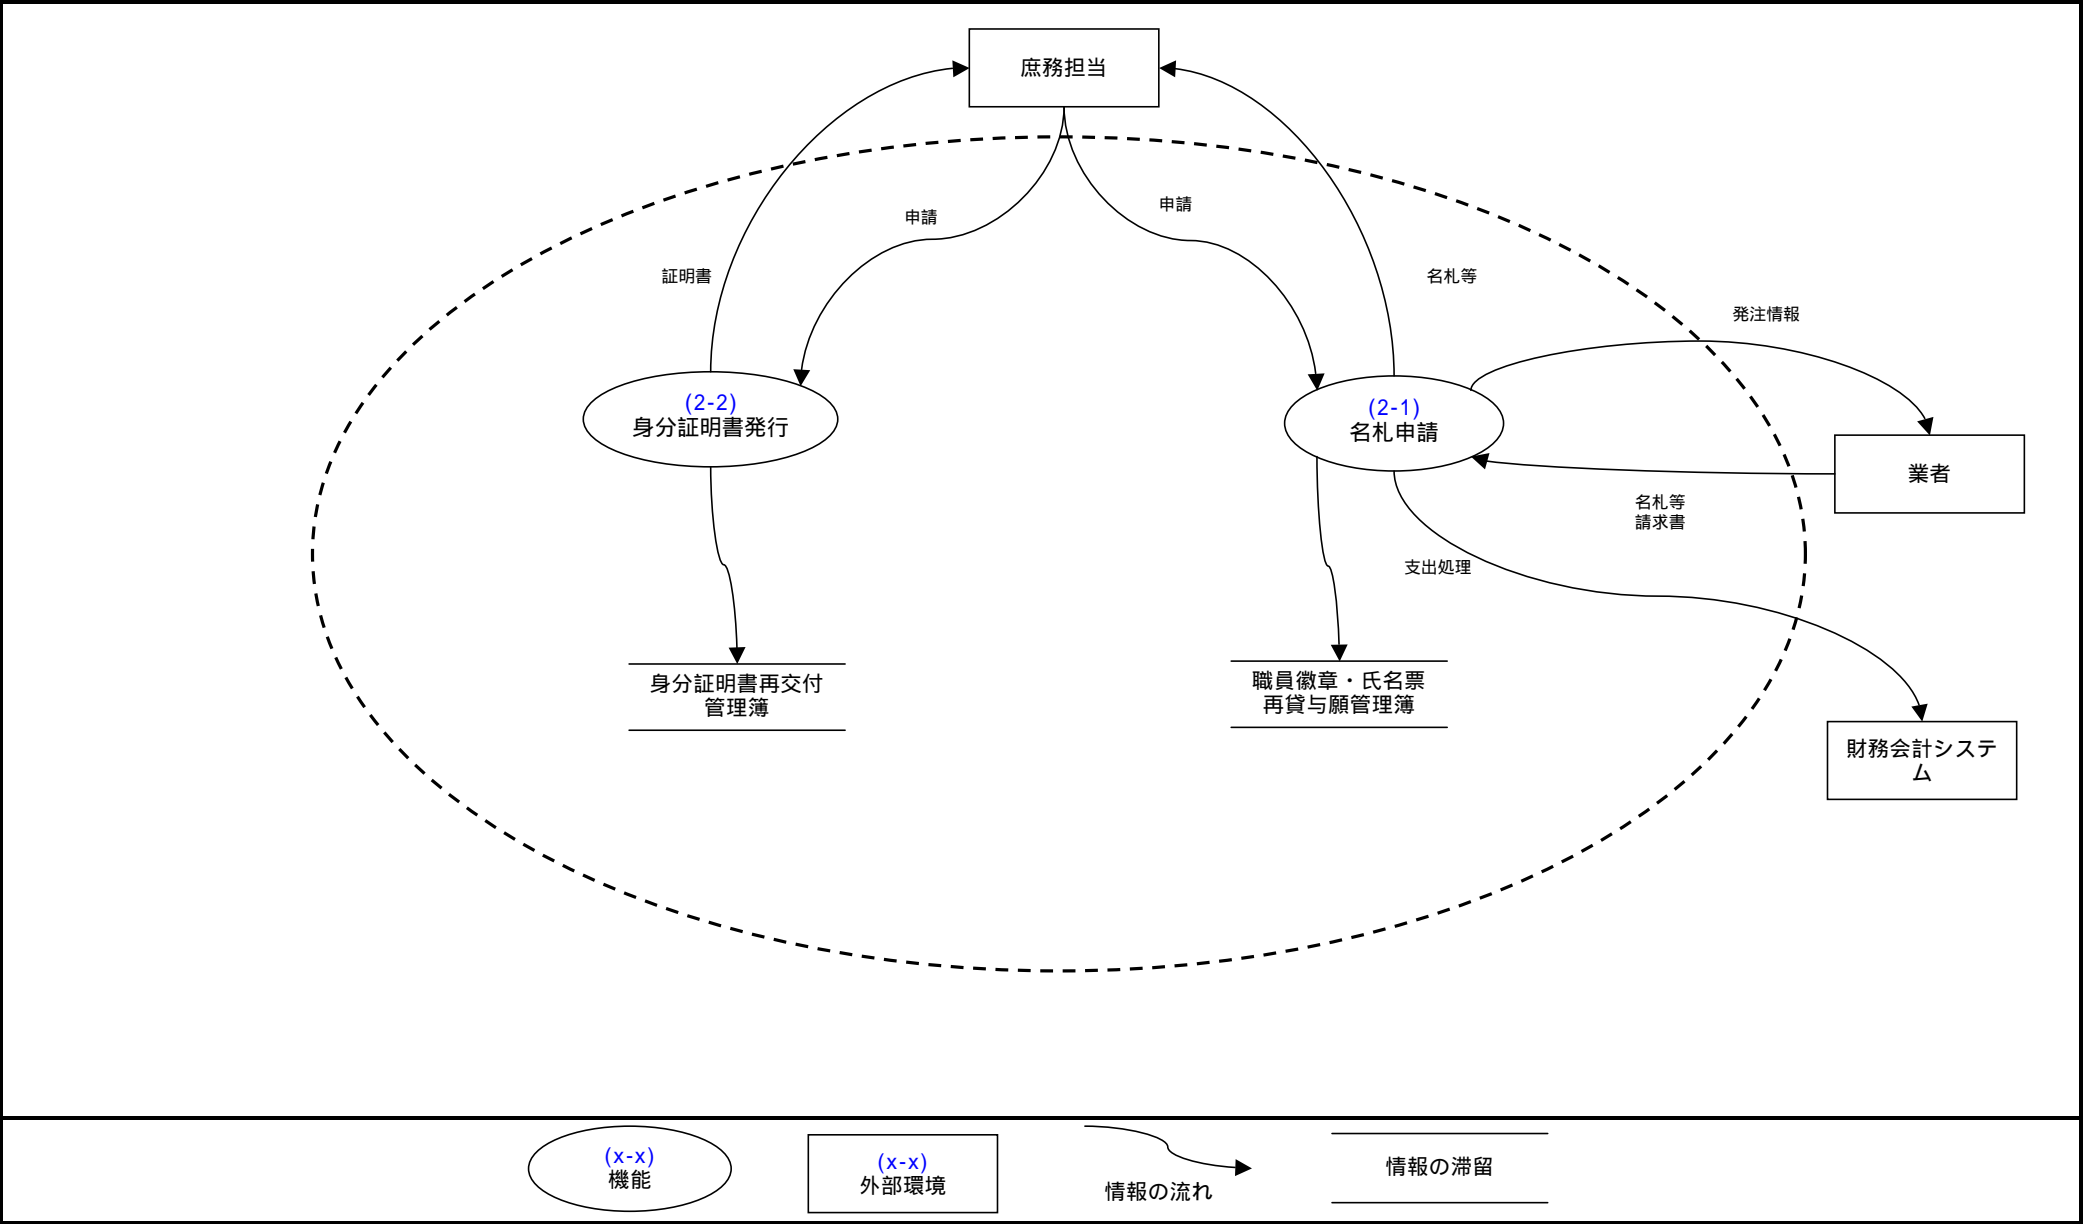 庶務担当
申請
申請
証明書
名札等
発注情報
(2-2)
身分証明書発行
(2-1)
名札申請
業者
名札等
請求書
支出処理
身分証明書再交付
管理簿
職員徽章・氏名票
再貸与願管理簿
財務会計システ
ム
(x-x)
機能
(x-x)
外部環境
情報の流れ
情報の滞留